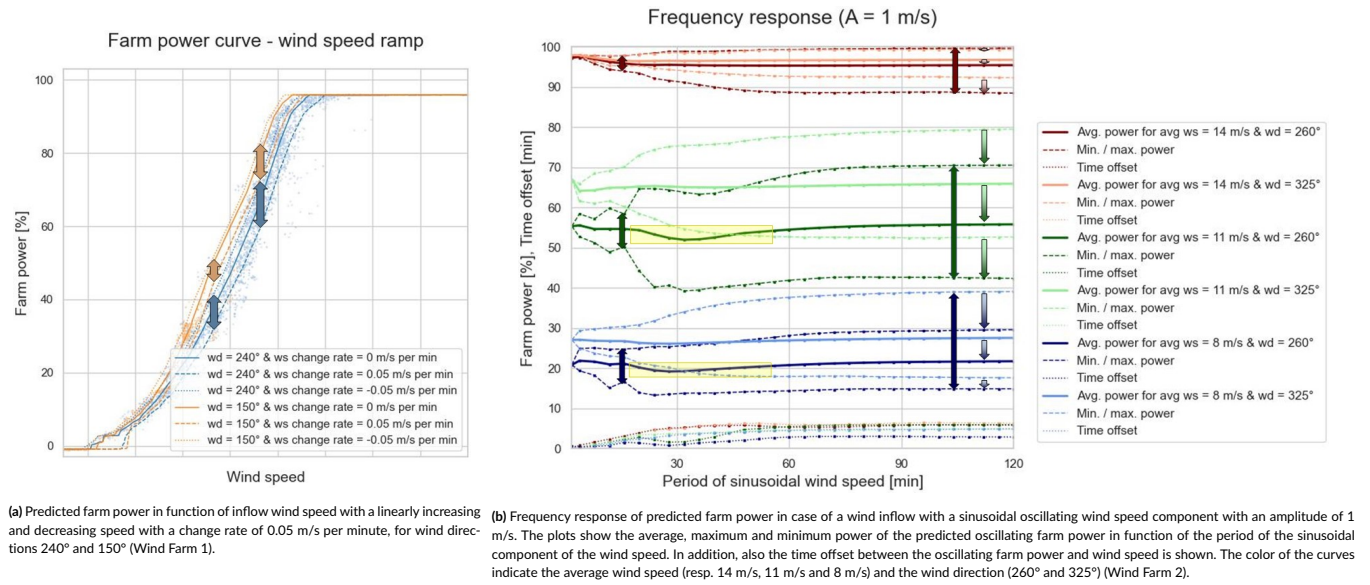 Farm power curve - wind speed ramp
Farm power [%]
100
80
60
40
20
0
wd = 240° & ws change rate = 0 m/s per min
wd = 240° & ws change rate = 0.05 m/s per min
wd = 240° & ws change rate = -0.05 m/s per min
wd = 150° & ws change rate = 0 m/s per min
wd = 150° & ws change rate = 0.05 m/s per min
wd = 150° & ws change rate = -0.05 m/s per min
Wind speed
(a) Predicted farm power in function of inflow wind speed with a linearly increasing
and decreasing speed with a change rate of 0.05 m/s per minute, for wind direc-
tions 240° and 150° (Wind Farm 1).
Frequency response (A = 1 m/s)
Farm power [%], Time offset [min]
100
90
80
70
60
50
40
30
20
10
0
30
60
90
120
Period of sinusoidal wind speed [min]
Avg. power for avg ws = 14 m/s & wd = 260°
Min. / max. power
Time offset
Avg. power for avg ws = 14 m/s & wd = 325°
Min. / max. power
Time offset
Avg. power for avg ws = 11 m/s & wd = 260°
Min. / max. power
Time offset
Avg. power for avg ws = 11 m/s & wd = 325°
Min. / max. power
Time offset
Avg. power for avg ws = 8 m/s & wd = 260°
Min. / max. power
Time offset
Avg. power for avg ws = 8 m/s & wd = 325°
Min. / max. power
Time offset
(b) Frequency response of predicted farm power in case of a wind inflow with a sinusoidal oscillating wind speed component with an amplitude of 1
m/s. The plots show the average, maximum and minimum power of the predicted oscillating farm power in function of the period of the sinusoidal
component of the wind speed. In addition, also the time offset between the oscillating farm power and wind speed is shown. The color of the curves
indicate the average wind speed (resp. 14 m/s, 11 m/s and 8 m/s) and the wind direction (260° and 325°) (Wind Farm 2).